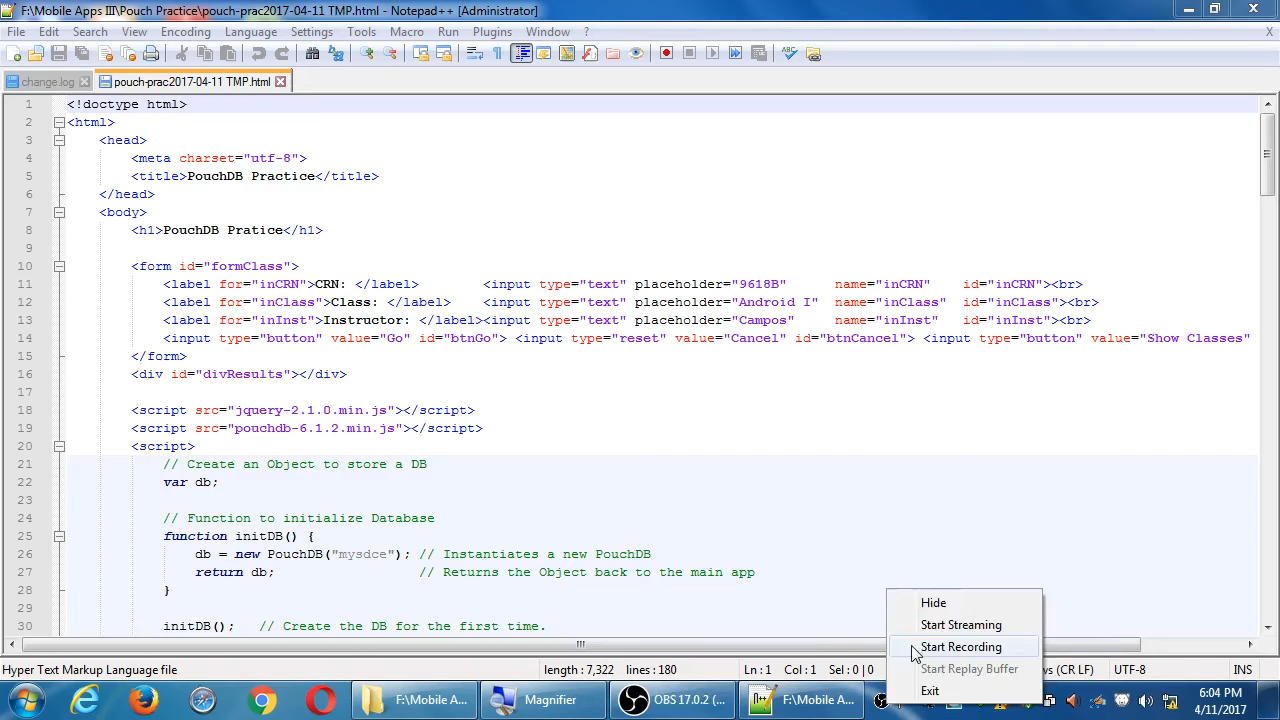 F:\Mobile Apps III\Pouch Practice\pouch-prac2017-04-11 TMP.html - Notepad++ [Administrator]
File Edit Search View Encoding Language Settings Tools Macro Run Plugins Window ? X
change.log pouch-prac2017-04-11 TMP.html
1 <!doctype html>
2 <html>
3 <head>
4 <meta charset="utf-8">
5 <title>PouchDB Practice</title>
6 </head>
7 <body>
8 <h1>PouchDB Pratice</h1>
9
10 <form id="formClass">
11 <label for="inCRN">CRN: </label> <input type="text" placeholder="9618B" name="inCRN" id="inCRN"><br>
12 <label for="inClass">Class: </label> <input type="text" placeholder="Android I" name="inClass" id="inClass"><br>
13 <label for="inInst">Instructor: </label><input type="text" placeholder="Campos" name="inInst" id="inInst"><br>
14 <input type="button" value="Go" id="btnGo"> <input type="reset" value="Cancel" id="btnCancel"> <input type="button" value="Show Classes"
15 </form>
16 <div id="divResults"></div>
17
18 <script src="jquery-2.1.0.min.js"></script>
19 <script src="pouchdb-6.1.2.min.js"></script>
20 <script>
21 // Create an Object to store a DB
22 var db;
23
24 // Function to initialize Database
25 function initDB() {
26 db = new PouchDB("mysdce"); // Instantiates a new PouchDB
27 return db; // Returns the Object back to the main app
28 }
29
30 initDB(); // Create the DB for the first time.
Hide
Start Streaming
Start Recording
Start Replay Buffer
Exit
Hyper Text Markup Language file length : 7,322 lines : 180 Ln : 1 Col : 1 Sel : 0 | (CR LF) UTF-8 INS
F:\Mobile A... Magnifier OBS 17.0.2 (... F:\Mobile A... 6:04 PM
4/11/2017